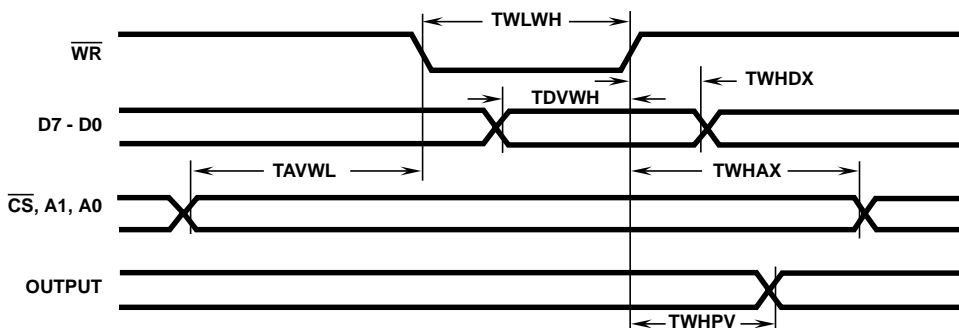 TWLWH
WR
TWHDX
TDVWH
D7 - D0
TAVWL
TWHAX
CS, A1, A0
OUTPUT
TWHPV